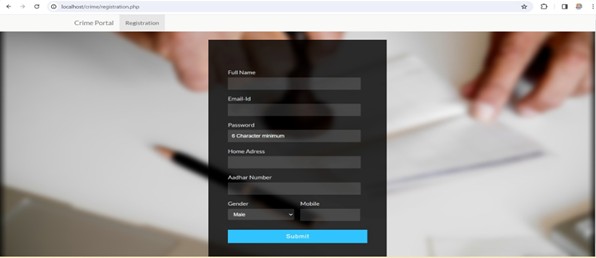 localhost/crime/registration.php
Crime Portal Registration
Full Name
Email-Id
Password
6 Character minimum
Home Adress
Aadhar Number
Gender Mobile
Male
Submit